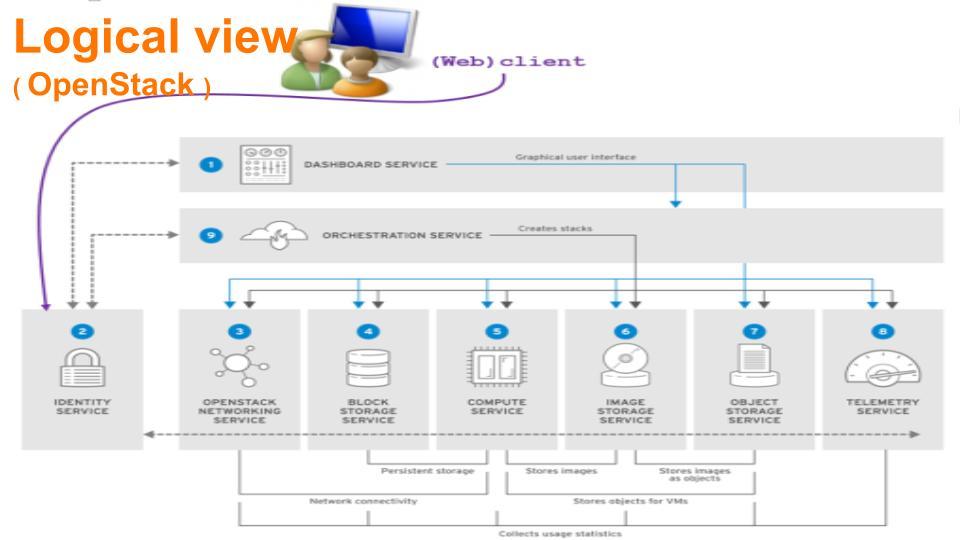 Logical view
( OpenStack )
(Web)client
1
DASHBOARD SERVICE
Graphical user interface
9
ORCHESTRATION SERVICE
Creates stacks
2
IDENTITY
SERVICE
3
OPENSTACK
NETWORKING
SERVICE
4
BLOCK
STORAGE
SERVICE
5
COMPUTE
SERVICE
6
IMAGE
STORAGE
SERVICE
7
OBJECT
STORAGE
SERVICE
8
TELEMETRY
SERVICE
Persistent storage
Stores images
Stores images
as objects
Network connectivity
Stores objects for VMs
Collects usage statistics